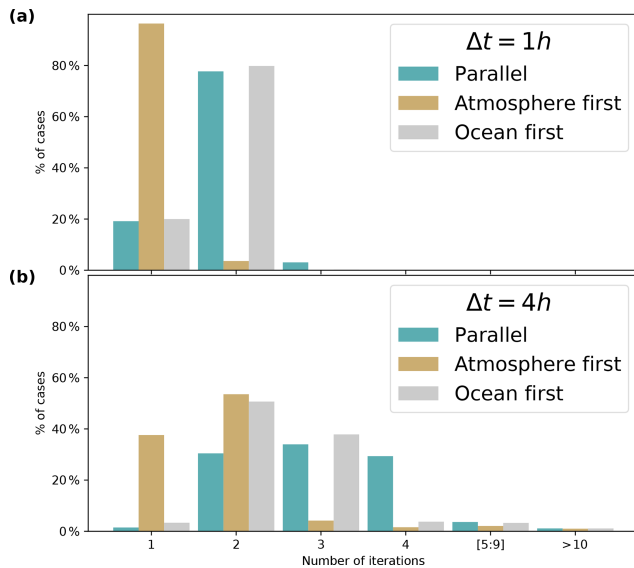 (a)
Δt = 1h
Parallel
Atmosphere first
Ocean first
80 %
60 %
40 %
20 %
0 %
% of cases
(b)
Δt = 4h
Parallel
Atmosphere first
Ocean first
80 %
60 %
40 %
20 %
0 %
% of cases
1 2 3 4 [5:9] >10
Number of iterations